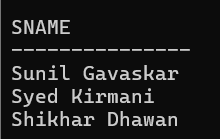 SNAME
---------------
Sunil Gavaskar
Syed Kirmani
Shikhar Dhawan